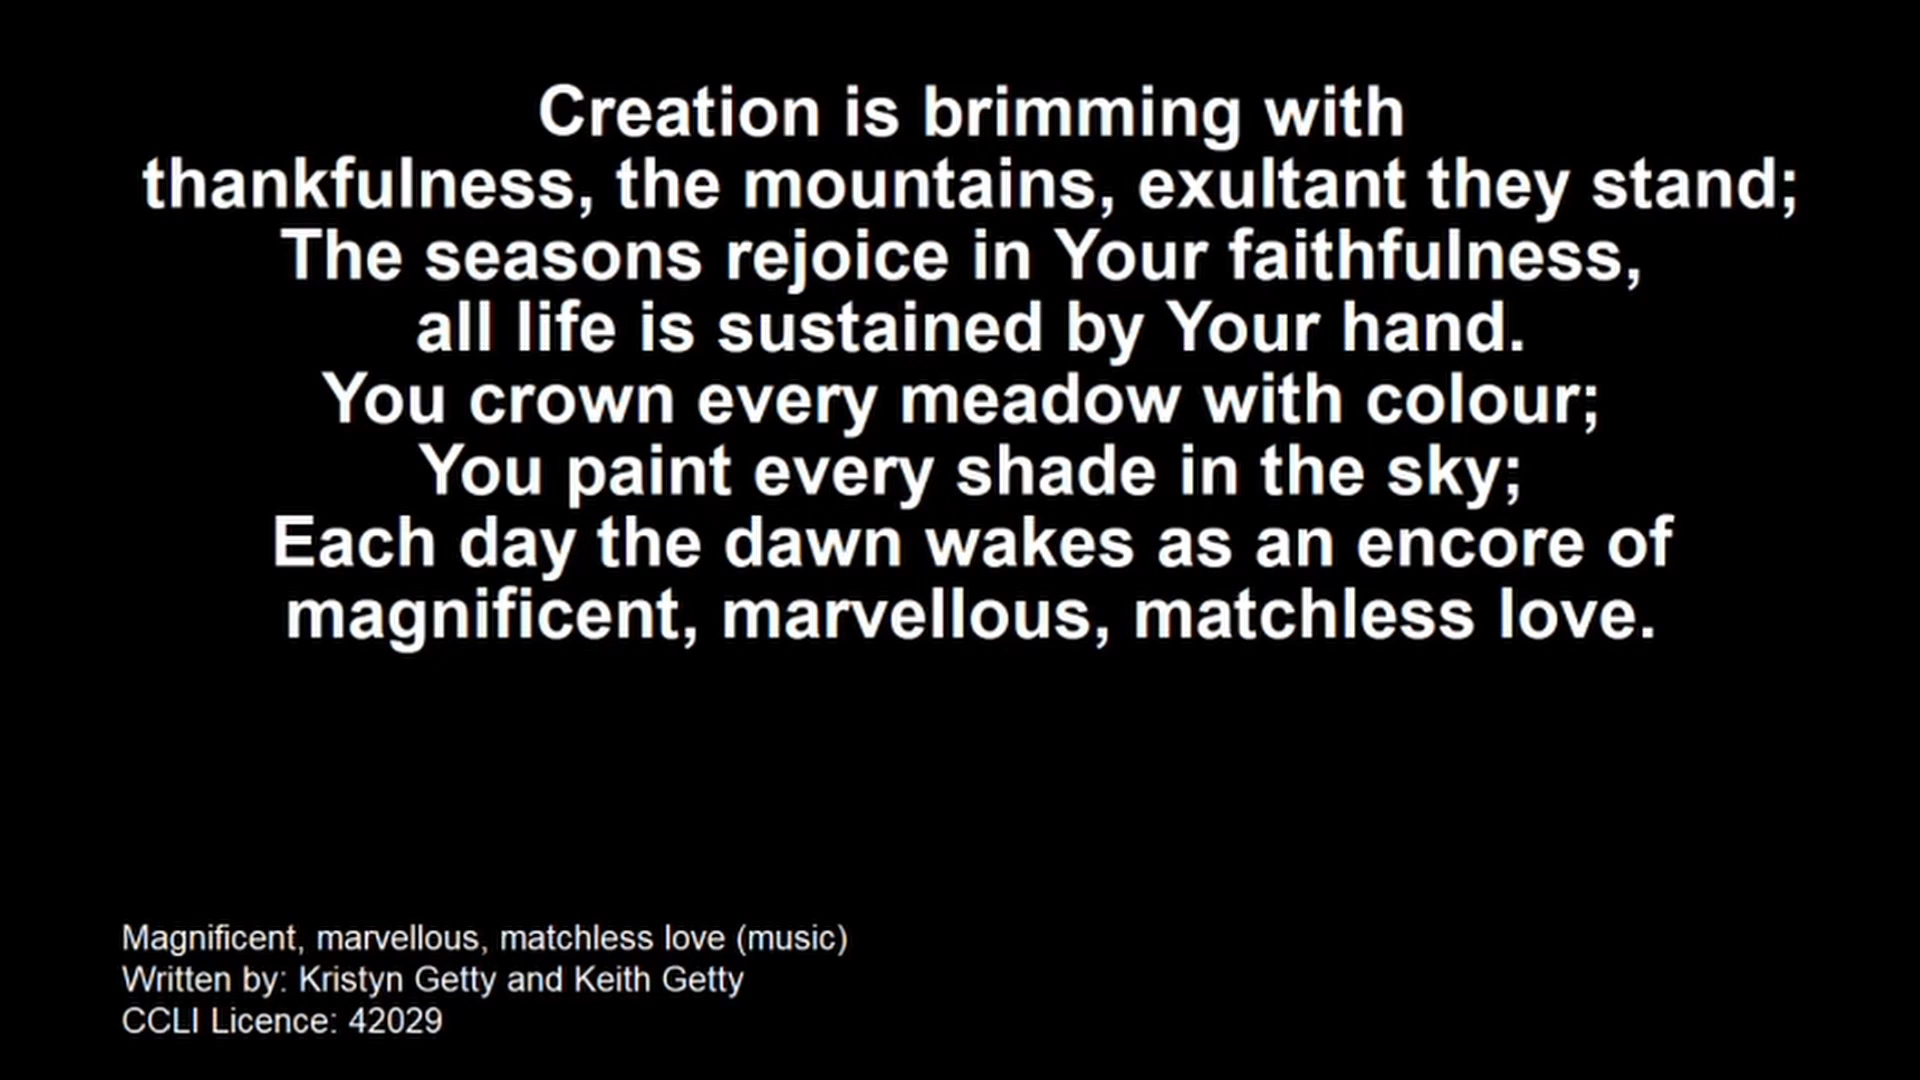 Creation is brimming with
thankfulness, the mountains, exultant they stand;
The seasons rejoice in Your faithfulness,
all life is sustained by Your hand.
You crown every meadow with colour;
You paint every shade in the sky;
Each day the dawn wakes as an encore of
magnificent, marvellous, matchless love.
Magnificent, marvellous, matchless love (music)
Written by: Kristyn Getty and Keith Getty
CCLI Licence: 42029